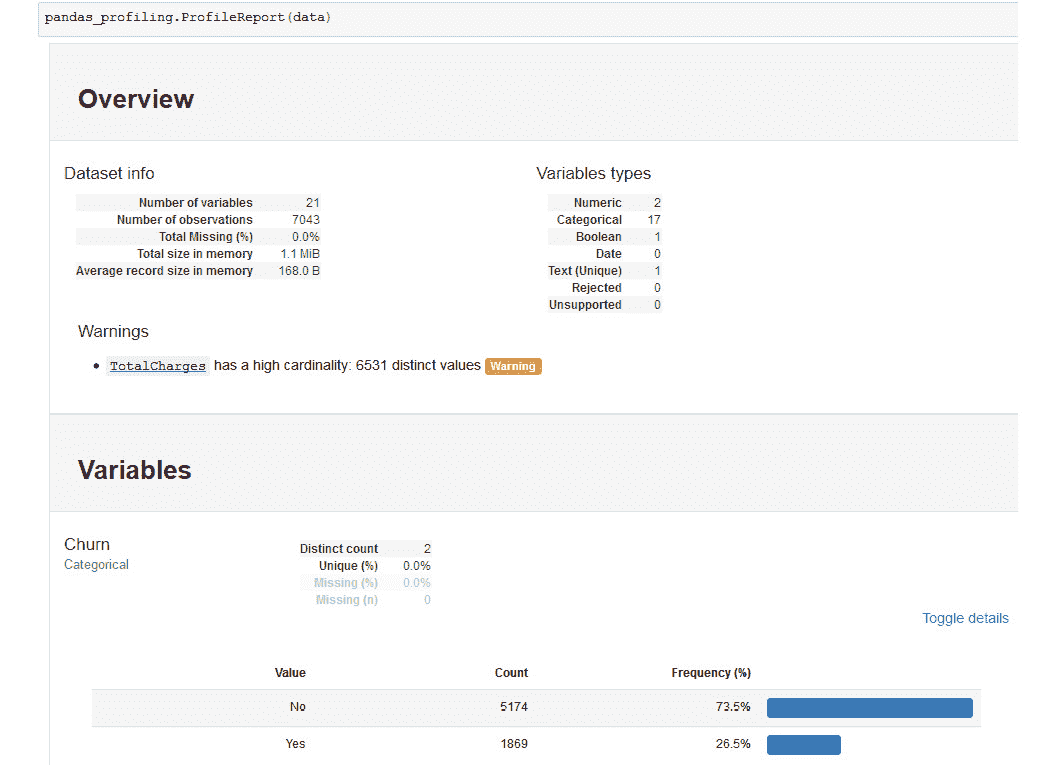 pandas_profiling.ProfileReport(data)
Overview
Dataset info
Number of variables 21
Number of observations 7043
Total Missing (%) 0.0%
Total size in memory 1.1 MiB
Average record size in memory 168.0 B
Variables types
Numeric 2
Categorical 17
Boolean 1
Date 0
Text (Unique) 1
Rejected 0
Unsupported 0
Warnings
TotalCharges has a high cardinality: 6531 distinct values Warning
Variables
Churn
Categorical
Distinct count 2
Unique (%) 0.0%
Missing (%) 0.0%
Missing (n) 0
Toggle details
Value Count Frequency (%)
No 5174 73.5%
Yes 1869 26.5%